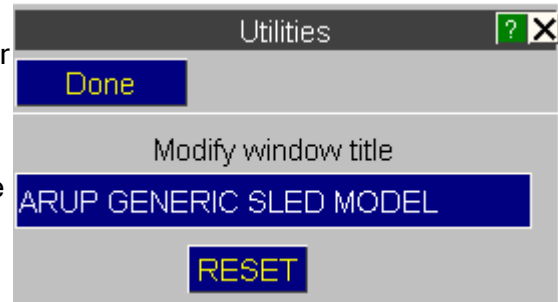 Utilities ? X
r
Done
Modify window title
e
ARUP GENERIC SLED MODEL
RESET